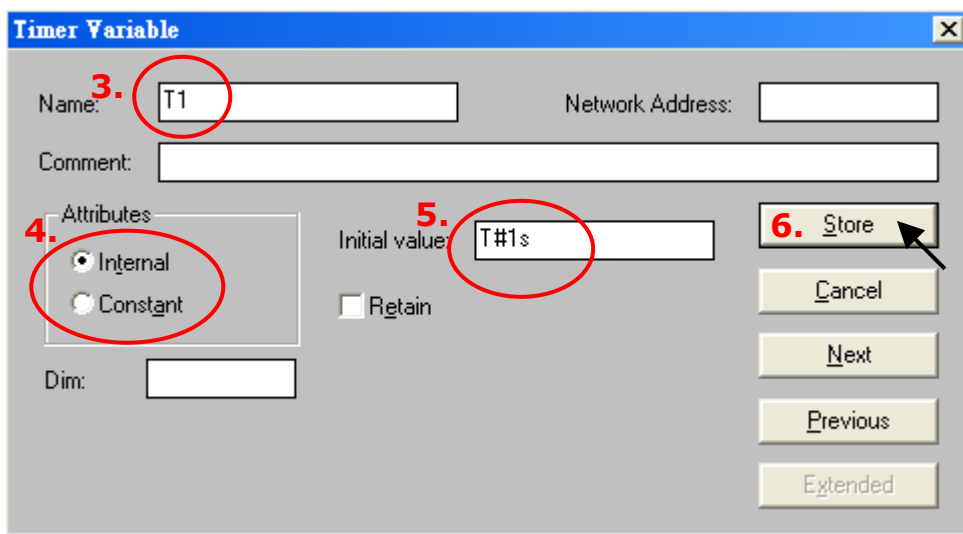 Timer Variable
3.
Name: T1 Network Address:
Comment:
Attributes
4.
Internal
Constant
5.
Initial value: T#1s
Retain
6. Store
Cancel
Dim:
Next
Previous
Extended